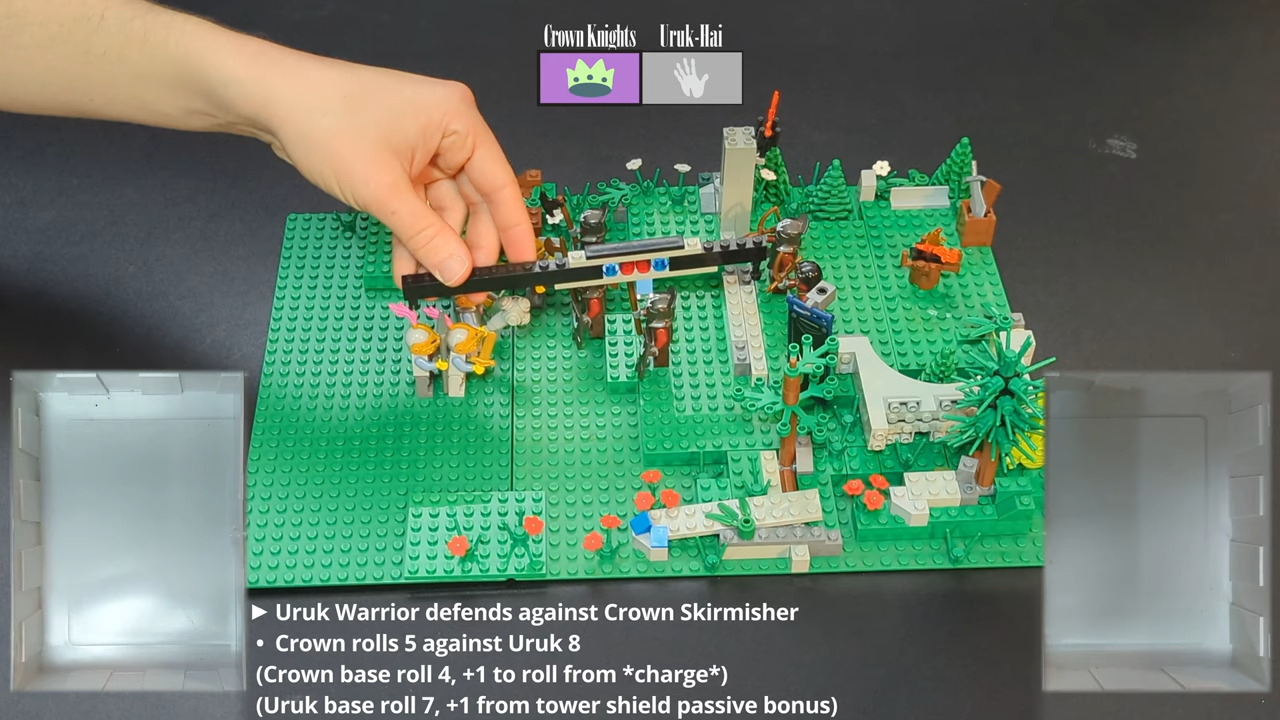 Crown Knights Uruk-Hai
► Uruk Warrior defends against Crown Skirmisher
• Crown rolls 5 against Uruk 8
(Crown base roll 4, +1 to roll from *charge*)
(Uruk base roll 7, +1 from tower shield passive bonus)